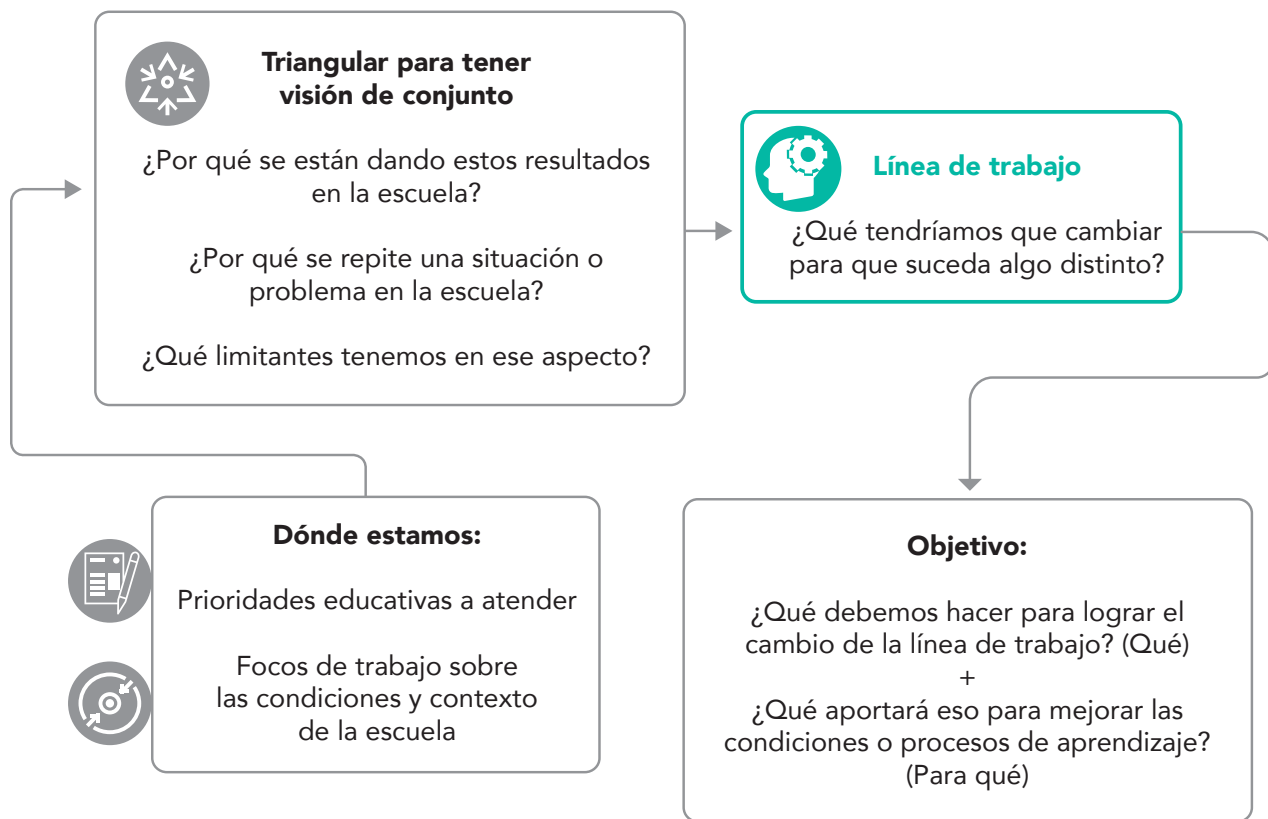 Triangular para tener
visión de conjunto
¿Por qué se están dando estos resultados
en la escuela?
¿Por qué se repite una situación o
problema en la escuela?
¿Qué limitantes tenemos en ese aspecto?
Línea de trabajo
¿Qué tendríamos que cambiar
para que suceda algo distinto?
Dónde estamos:
Prioridades educativas a atender
Focos de trabajo sobre
las condiciones y contexto
de la escuela
Objetivo:
¿Qué debemos hacer para lograr el
cambio de la línea de trabajo? (Qué)
+
¿Qué aportará eso para mejorar las
condiciones o procesos de aprendizaje?
(Para qué)